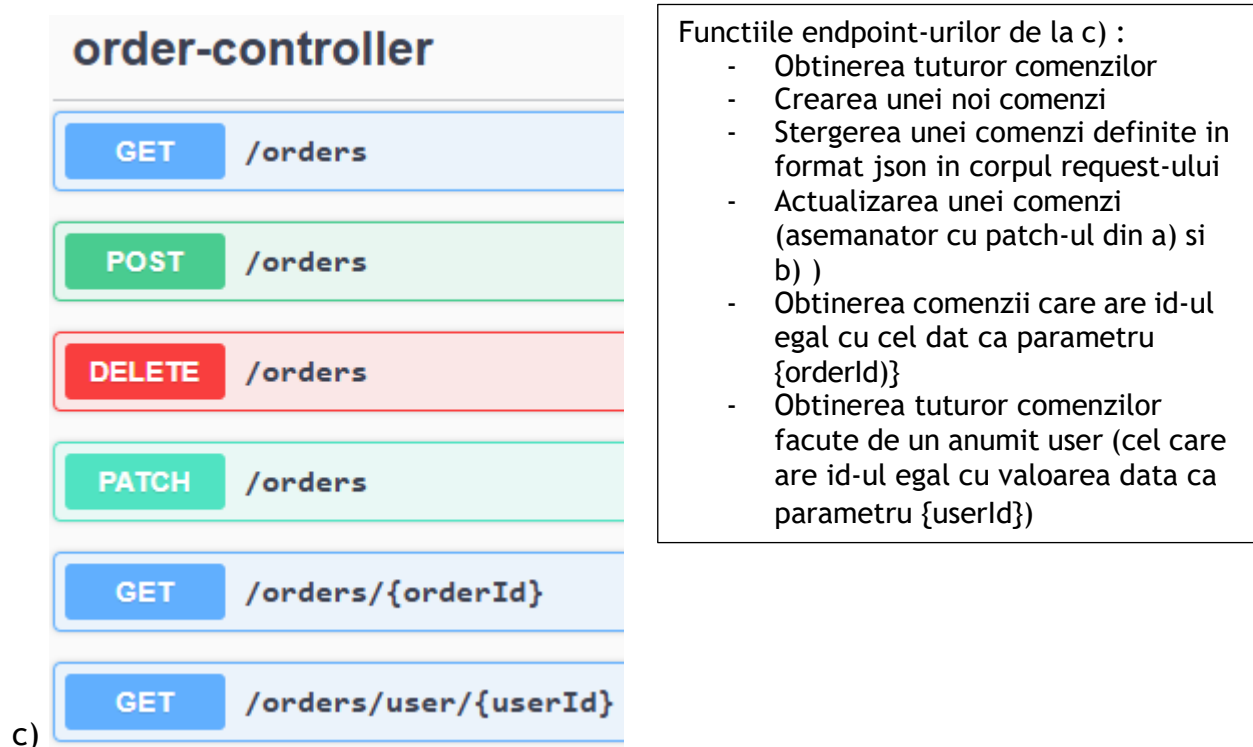 order-controller
GET /orders
POST /orders
DELETE /orders
PATCH /orders
GET /orders/{orderId}
GET /orders/user/{userId}
c)
Functiile endpoint-urilor de la c) :
- Obtinerea tuturor comenzilor
- Crearea unei noi comenzi
- Stergerea unei comenzi definite in
format json in corpul request-ului
- Actualizarea unei comenzi
(asemanator cu patch-ul din a) si
b) )
- Obtinerea comenzii care are id-ul
egal cu cel dat ca parametru
{orderId)}
- Obtinerea tuturor comenzilor
facute de un anumit user (cel care
are id-ul egal cu valoarea data ca
parametru {userId})